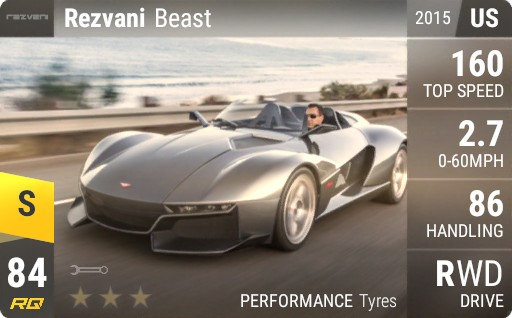 rezvani
Rezvani Beast
2015 US
160
TOP SPEED
2.7
0-60MPH
86
HANDLING
RWD
DRIVE
S
84
RQ
PERFORMANCE Tyres